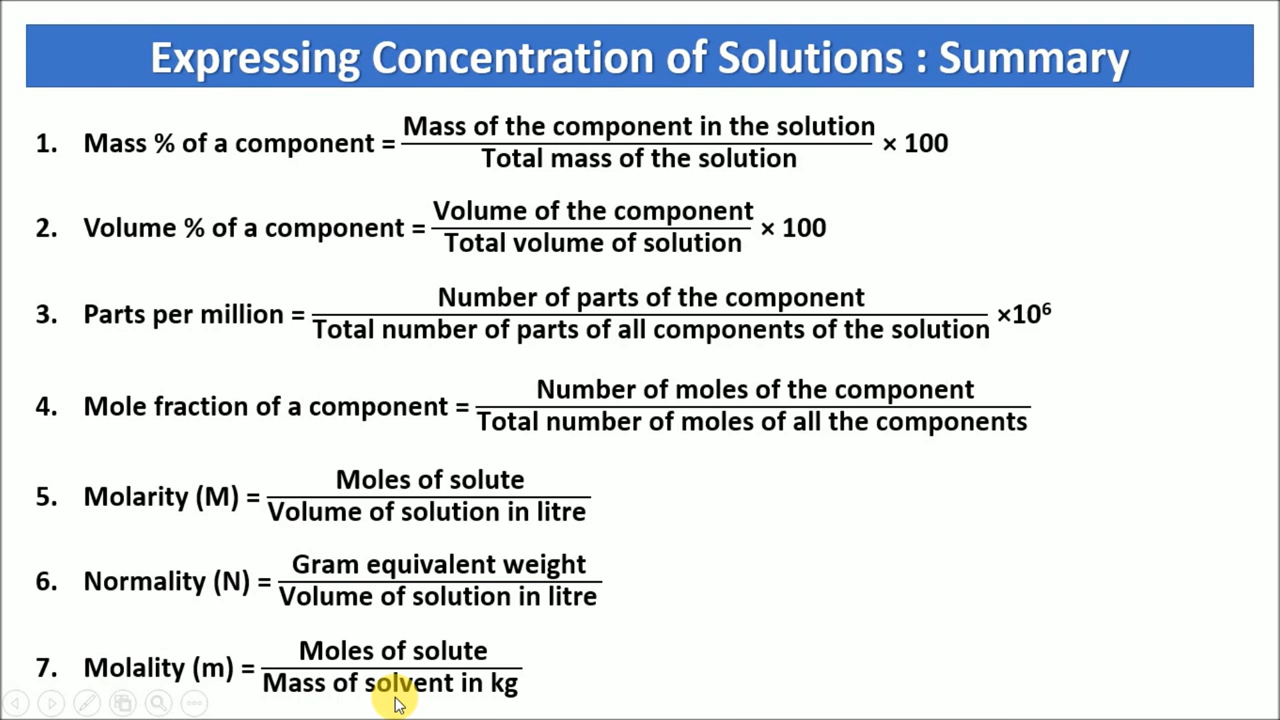 Expressing Concentration of Solutions : Summary
1. Mass % of a component = Mass of the component in the solution / Total mass of the solution × 100
2. Volume % of a component = Volume of the component / Total volume of solution × 100
3. Parts per million = Number of parts of the component / Total number of parts of all components of the solution ×10⁶
4. Mole fraction of a component = Number of moles of the component / Total number of moles of all the components
5. Molarity (M) = Moles of solute / Volume of solution in litre
6. Normality (N) = Gram equivalent weight / Volume of solution in litre
7. Molality (m) = Moles of solute / Mass of solvent in kg